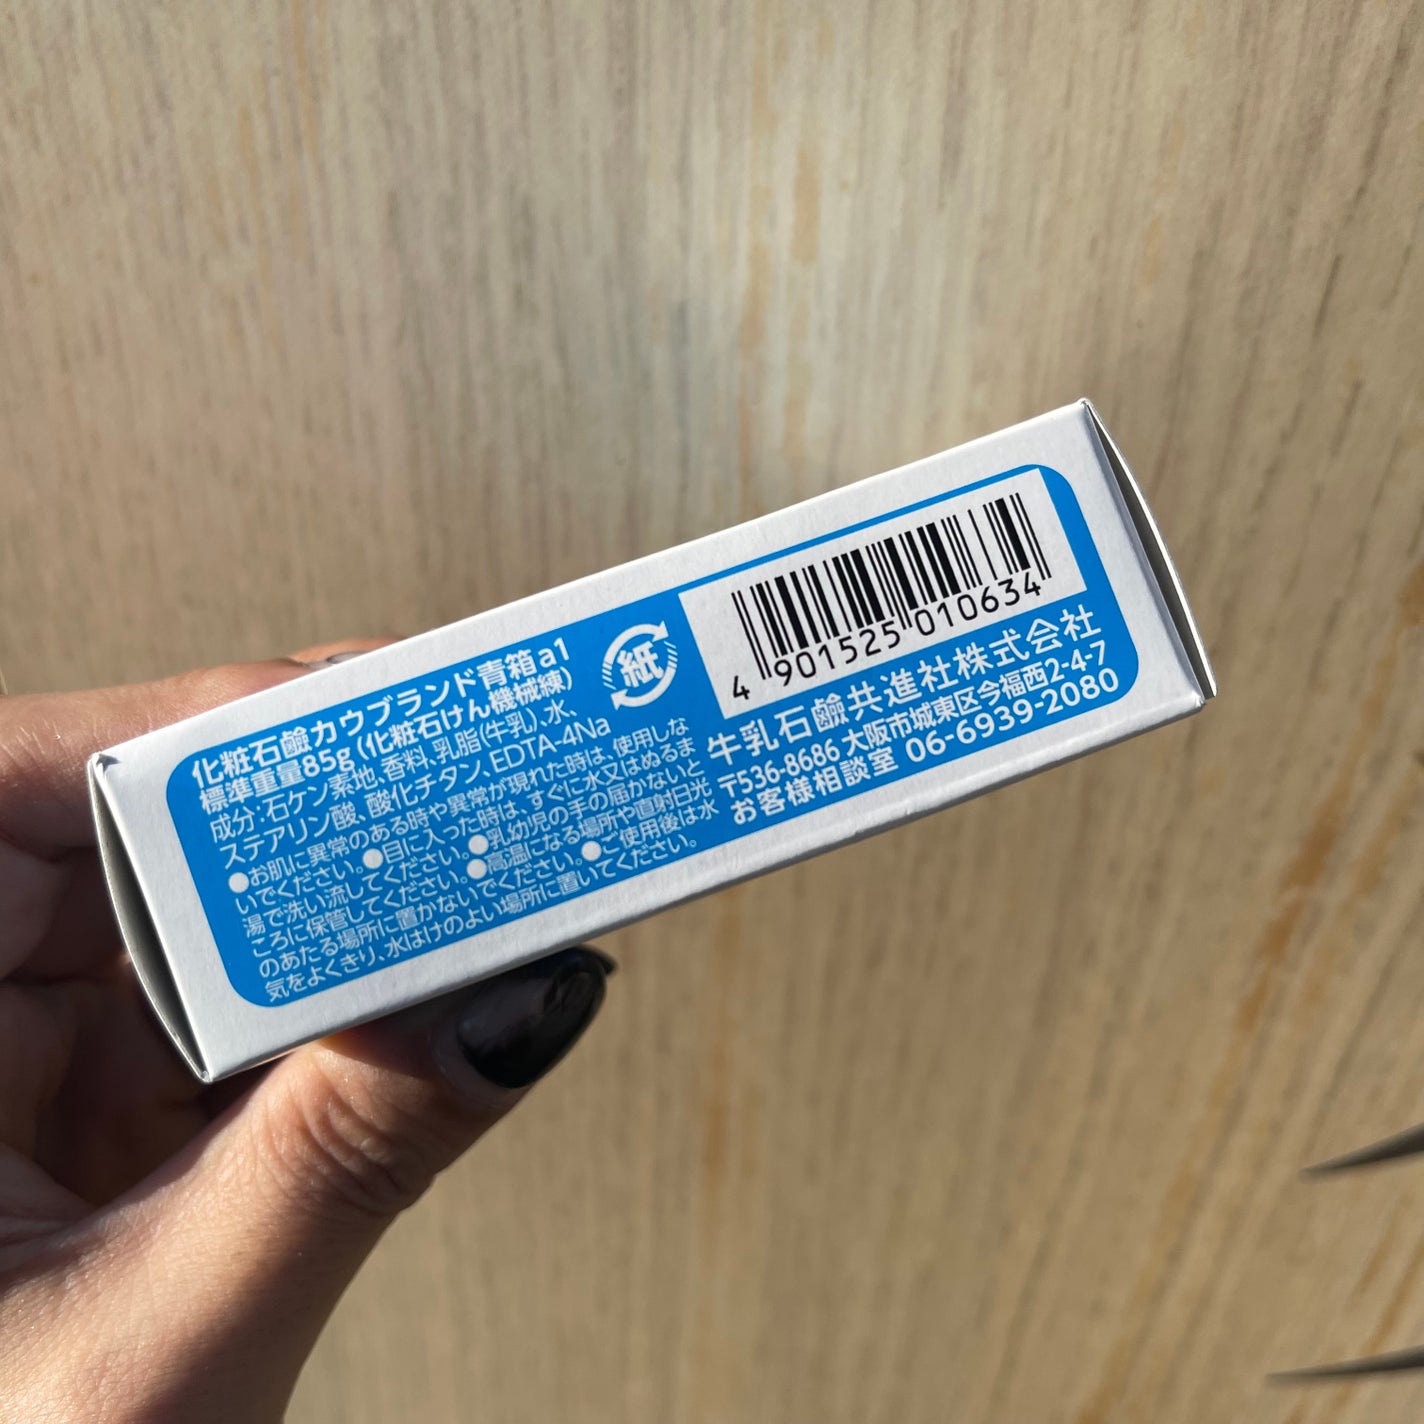 化粧石鹼カウブランド青箱a1
標準重量85g(化粧石けん機械練)
成分:石ケン素地、香料、乳脂(牛乳)、水、
ステアリン酸、酸化チタン、EDTA-4Na
●お肌に異常のある時や異常が現れた時は、使用しな
いでください。●目に入った時は、すぐに水又はぬるま
湯で洗い流してください。●乳幼児の手の届かないと
ころに保管してください。●高温になる場所や直射日光
のあたる場所に置かないでください。●ご使用後は水
気をよくきり、水はけのよい場所に置いてください。
紙
4 901525 010634
牛乳石鹼共進社株式会社
〒536-8686 大阪市城東区今福西2-4-7
お客様相談室 06-6939-2080